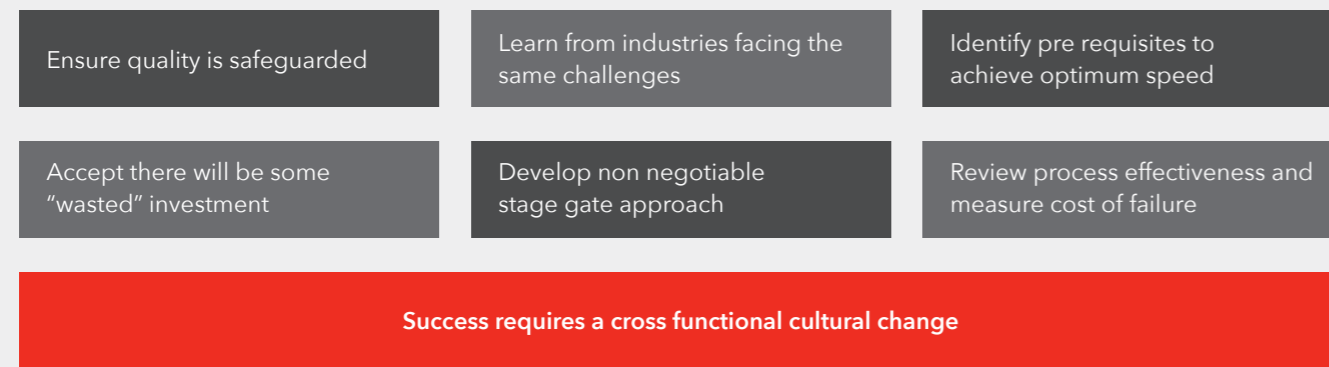 Ensure quality is safeguarded
Learn from industries facing the
same challenges
Identify pre requisites to
achieve optimum speed
Accept there will be some
“wasted” investment
Develop non negotiable
stage gate approach
Review process effectiveness and
measure cost of failure
Success requires a cross functional cultural change